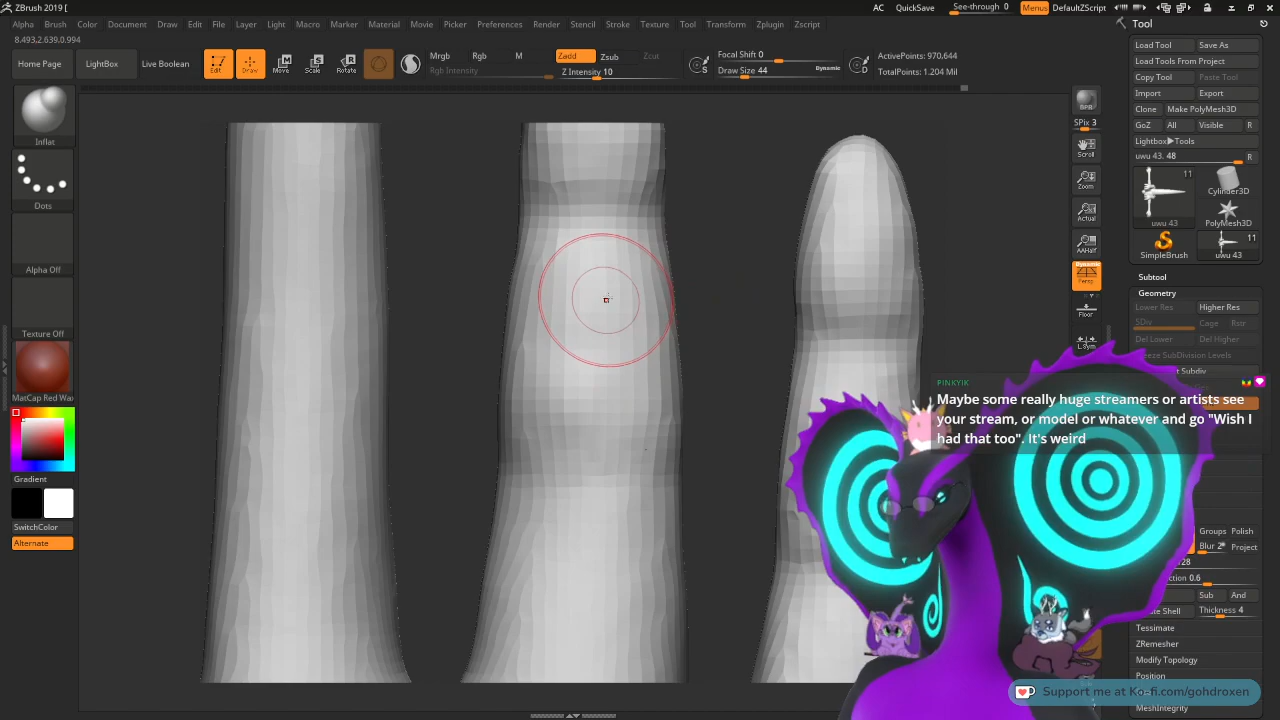 ZBrush 2019 [
AC
QuickSave
See-through 0
Menus
DefaultZScript
Alpha
Brush
Color
Document
Draw
Edit
File
Layer
Light
Macro
Marker
Material
Movie
Picker
Preferences
Render
Stencil
Stroke
Texture
Tool
Transform
Zplugin
Zscript
8.493,2.639,0.994
Home Page
LightBox
Live Boolean
Edit
Draw
Move
Scale
Rotate
Mrgb
Rgb
M
Rgb Intensity
Zadd
Zsub
Zcut
Z Intensity 10
S
Focal Shift 0
Draw Size 44
Dynamic
D
ActivePoints: 970.644
TotalPoints: 1.204 Mil
Inflat
Dots
Alpha Off
Texture Off
MatCap Red Wax
Gradient
SwitchColor
Alternate
BPR
SPix 3
Scroll
Zoom
Actual
AAHalf
Dynamic
Persp
Floor
L.Sym
Tool
Load Tool
Save As
Load Tools From Project
Copy Tool
Paste Tool
Import
Export
Clone
Make PolyMesh3D
GoZ
All
Visible
R
Lightbox▶Tools
uwu 43. 48
R
11
uwu 43
Cylinder3D
PolyMesh3D
SimpleBrush
11
uwu 43
Subtool
Geometry
Lower Res
Higher Res
SDiv
Cage
Rstr
Del Lower
Del Higher
Freeze SubDivision Levels
PINKYIK
Maybe some really huge streamers or artists see
your stream, or model or whatever and go "Wish I
had that too". It's weird
Groups
Polish
Project
Sub
And
Thickness 4
Tessimate
ZRemesher
Modify Topology
Position
MeshIntegrity
Support me at Ko-fi.com/gohdroxen